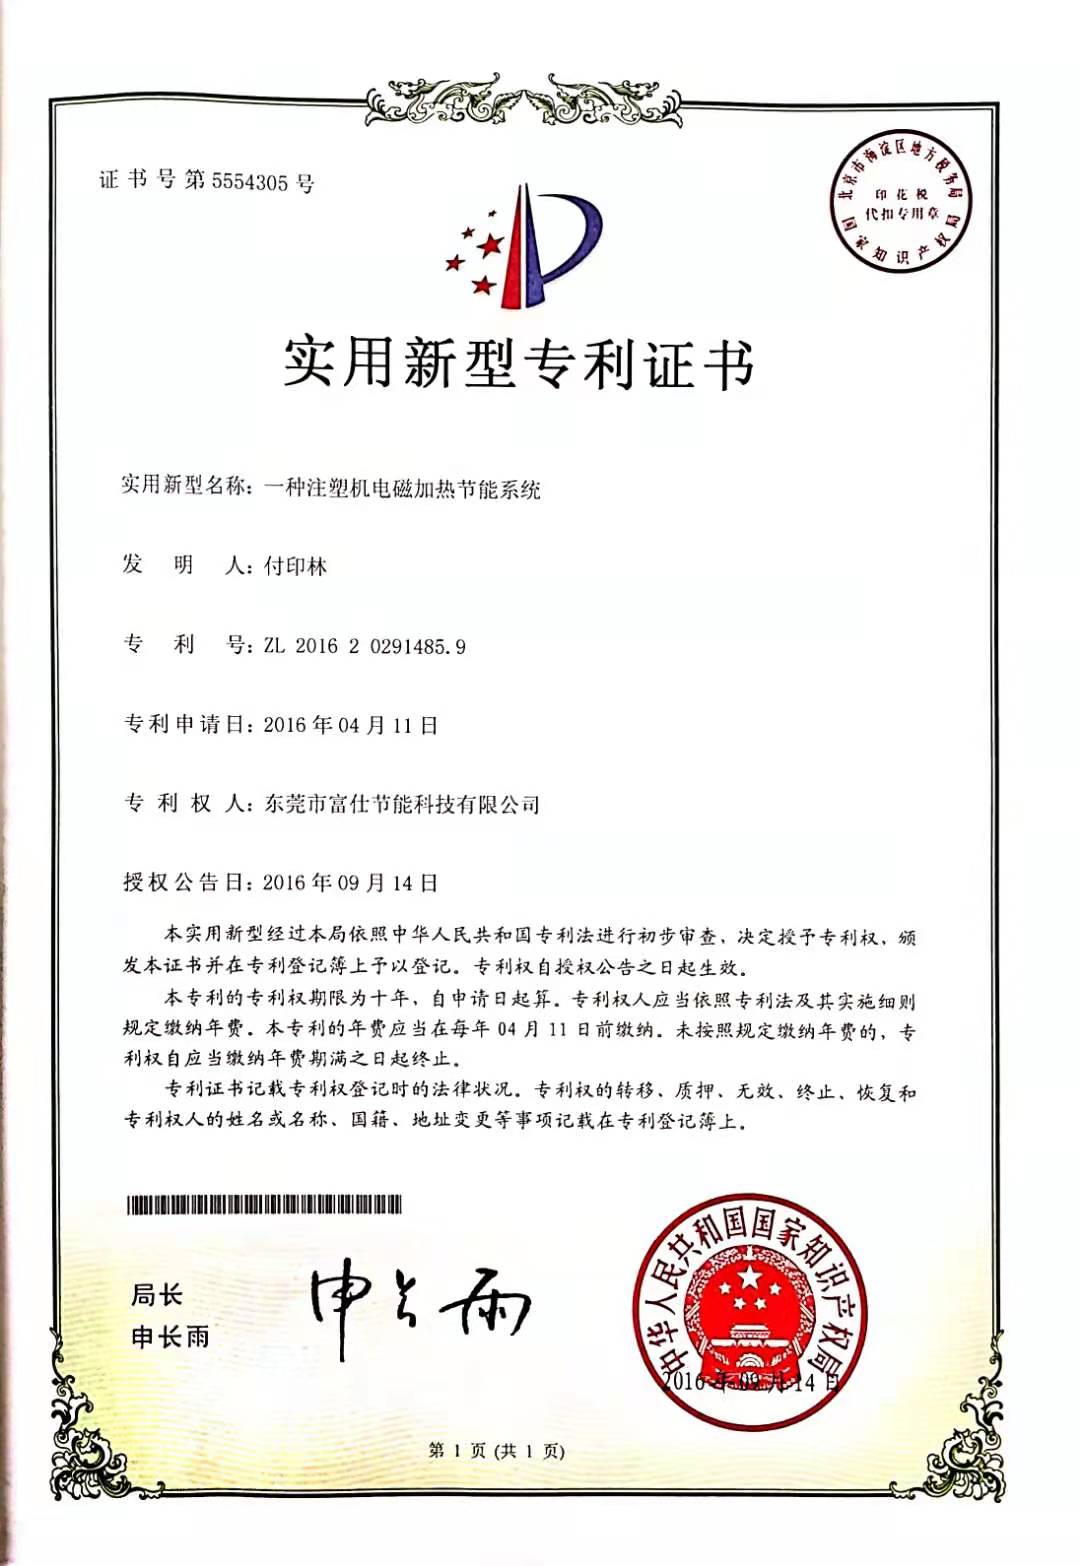 证书号第5554305号
北京市海淀区地方税务局
印花税
代扣专用章
国家知识产权局
实用新型专利证书
实用新型名称：一种注塑机电磁加热节能系统
发明人：付印林
专利号：ZL 2016 2 0291485.9
专利申请日：2016年04月11日
专利权人：东莞市富仕节能科技有限公司
授权公告日：2016年09月14日
本实用新型经过本局依照中华人民共和国专利法进行初步审查，决定授予专利权，颁
发本证书并在专利登记簿上予以登记。专利权自授权公告之日起生效。
本专利的专利权期限为十年，自申请日起算。专利权人应当依照专利法及其实施细则
规定缴纳年费。本专利的年费应当在每年04月11日前缴纳。未按照规定缴纳年费的，专
利权自应当缴纳年费期满之日起终止。
专利证书记载专利权登记时的法律状况。专利权的转移、质押、无效、终止、恢复和
专利权人的姓名或名称、国籍、地址变更等事项记载在专利登记簿上。
局长
申长雨
申长雨
中华人民共和国国家知识产权局
2016年09月14日
第1页(共1页)